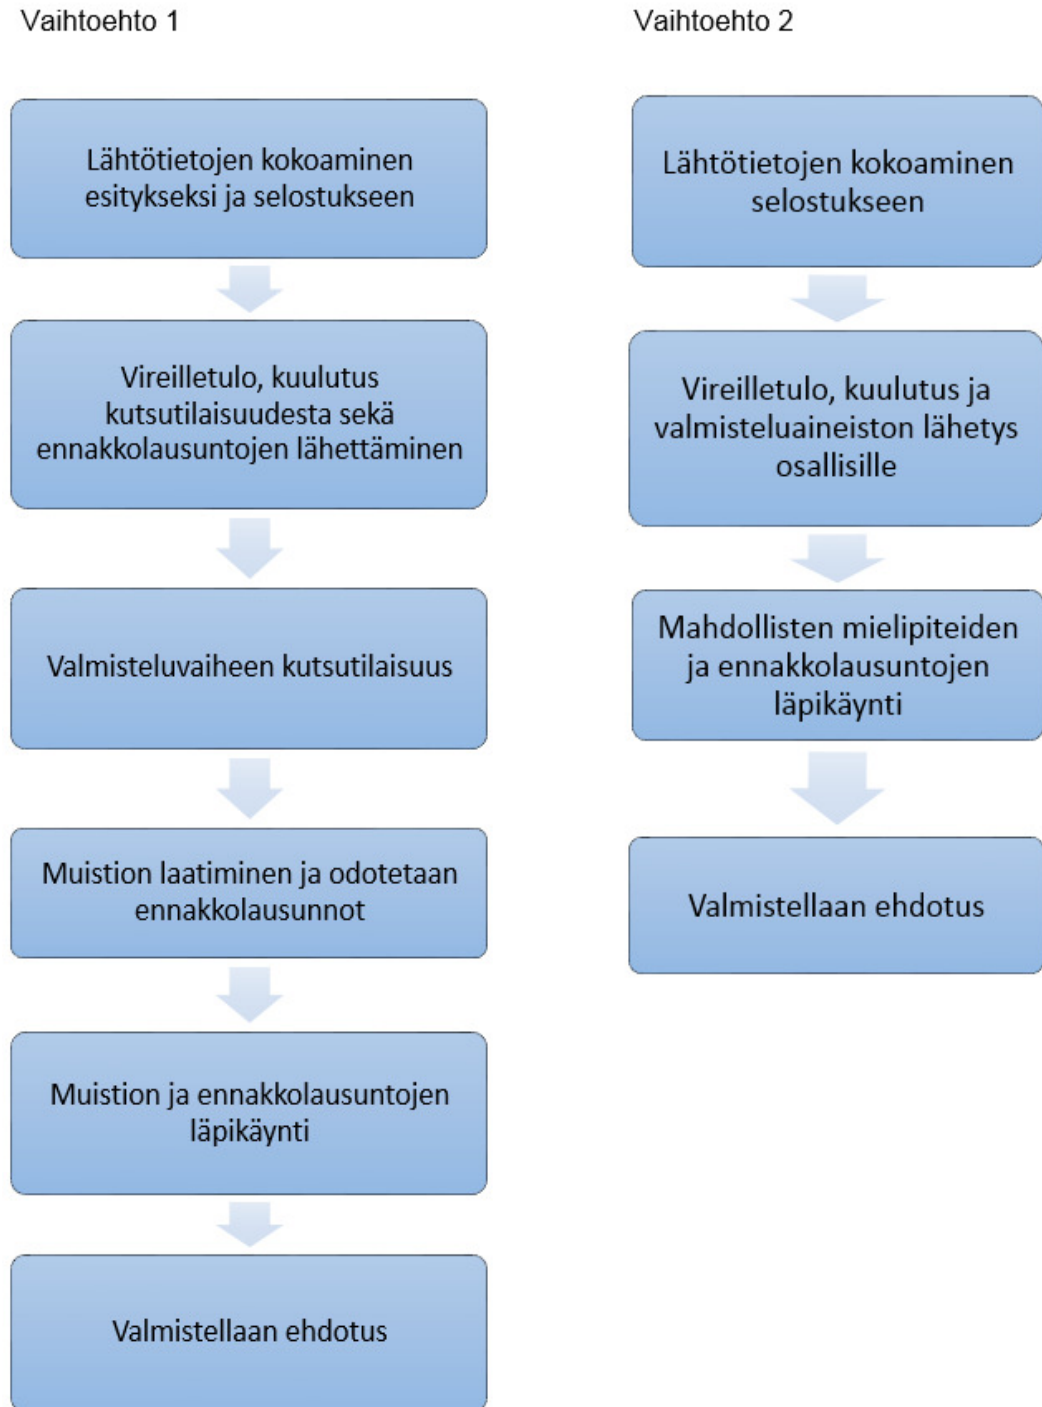 Vaihtoehto 1
Lähtötietojen kokoaminen
esitykseksi ja selostukseen
Vireilletulo, kuulutus
kutsutilaisuudesta sekä
ennakkolausuntojen lähettäminen
Valmisteluvaiheen kutsutilaisuus
Muistion laatiminen ja odotetaan
ennakkolausunnot
Muistion ja ennakkolausuntojen
läpikäynti
Valmistellaan ehdotus
Vaihtoehto 2
Lähtötietojen kokoaminen
selostukseen
Vireilletulo, kuulutus ja
valmisteluaineiston lähetys
osallisille
Mahdollisten mielipiteiden
ja ennakkolausuntojen
läpikäynti
Valmistellaan ehdotus